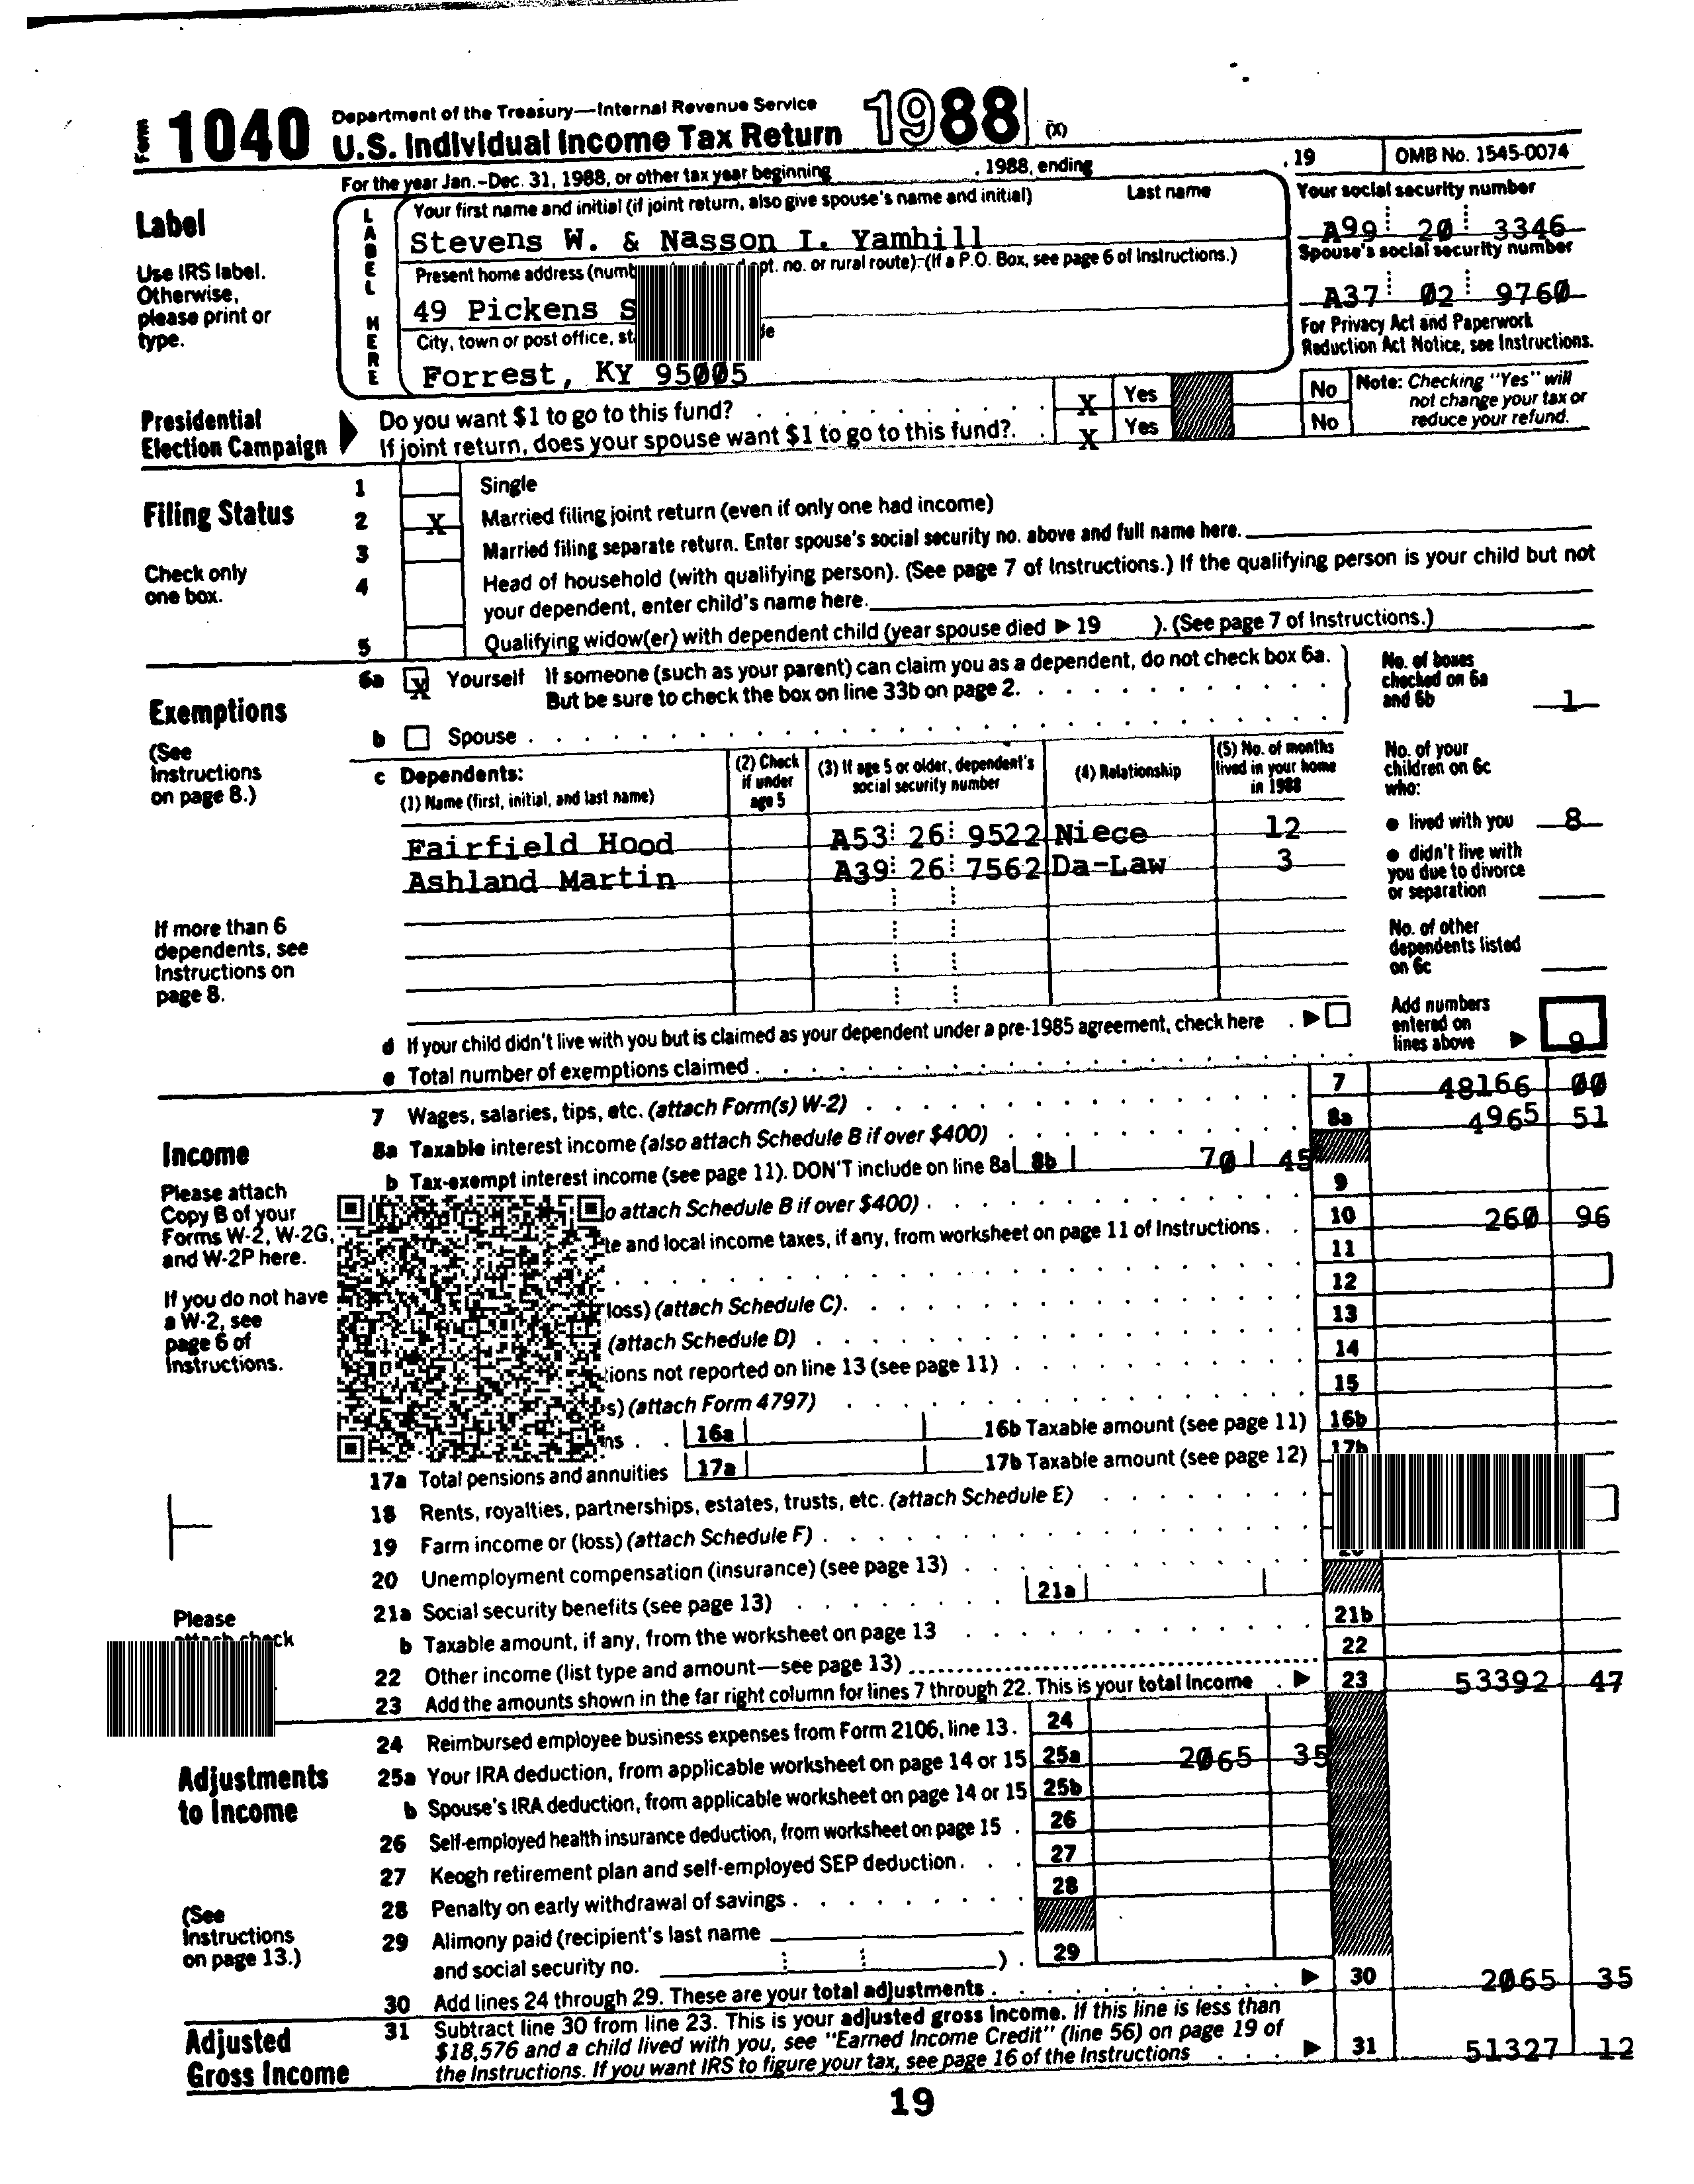 Form 1040 Department of the Treasury—Internal Revenue Service
U.S. Individual Income Tax Return 1988 (X)
For the year Jan.-Dec. 31, 1988, or other tax year beginning , 1988, ending , 19 OMB No. 1545-0074
Label
Use IRS label. Otherwise, please print or type.
LABEL HERE
Your first name and initial (if joint return, also give spouse's name and initial) Last name
Stevens W. & Nasson I. Yamhill
Your social security number
A99 20 3346
Present home address (numb pt. no. or rural route). (If a P.O. Box, see page 6 of Instructions.)
49 Pickens S
Spouse's social security number
A37 02 9760
City, town or post office, st
Forrest, KY 95005
For Privacy Act and Paperwork Reduction Act Notice, see Instructions.
Presidential Election Campaign
Do you want $1 to go to this fund? X Yes No
If joint return, does your spouse want $1 to go to this fund?. X Yes No
Note: Checking "Yes" will not change your tax or reduce your refund.
Filing Status
Check only one box.
1 Single
2 X Married filing joint return (even if only one had income)
3 Married filing separate return. Enter spouse's social security no. above and full name here.
4 Head of household (with qualifying person). (See page 7 of Instructions.) If the qualifying person is your child but not
your dependent, enter child's name here.
5 Qualifying widow(er) with dependent child (year spouse died ▶ 19 ). (See page 7 of Instructions.)
Exemptions
(See Instructions on page 8.)
6a X Yourself If someone (such as your parent) can claim you as a dependent, do not check box 6a.
But be sure to check the box on line 33b on page 2.
b Spouse
No. of boxes checked on 6a and 6b 1
c Dependents:
(1) Name (first, initial, and last name)
(2) Check if under age 5
(3) If age 5 or older, dependent's social security number
(4) Relationship
(5) No. of months lived in your home in 1988
Fairfield Hood A53 26 9522 Niece 12
Ashland Martin A39 26 7562 Da-Law 3
No. of your children on 6c who:
● lived with you 8
● didn't live with you due to divorce or separation
No. of other dependents listed on 6c
If more than 6 dependents, see Instructions on page 8.
d If your child didn't live with you but is claimed as your dependent under a pre-1985 agreement, check here . ▶
e Total number of exemptions claimed
Add numbers entered on lines above ▶ 9
Income
Please attach Copy B of your Forms W-2, W-2G, and W-2P here.
If you do not have a W-2, see page 6 of Instructions.
7 Wages, salaries, tips, etc. (attach Form(s) W-2) 7 48166 00
8a Taxable interest income (also attach Schedule B if over $400) 8a 4965 51
b Tax-exempt interest income (see page 11). DON'T include on line 8a 8b 70 45
o attach Schedule B if over $400) 9
te and local income taxes, if any, from worksheet on page 11 of Instructions 10 260 96
11
loss) (attach Schedule C). 12
(attach Schedule D) 13
tions not reported on line 13 (see page 11) 14
s) (attach Form 4797) 15
ns 16a 16b Taxable amount (see page 11) 16b
17a Total pensions and annuities 17a 17b Taxable amount (see page 12) 17b
18 Rents, royalties, partnerships, estates, trusts, etc. (attach Schedule E)
19 Farm income or (loss) (attach Schedule F)
20 Unemployment compensation (insurance) (see page 13)
21a Social security benefits (see page 13) 21a
b Taxable amount, if any, from the worksheet on page 13 21b
Please attach check
22 Other income (list type and amount—see page 13) 22
23 Add the amounts shown in the far right column for lines 7 through 22. This is your total income ▶ 23 53392 47
Adjustments to Income
(See Instructions on page 13.)
24 Reimbursed employee business expenses from Form 2106, line 13. 24
25a Your IRA deduction, from applicable worksheet on page 14 or 15 25a 2065 35
b Spouse's IRA deduction, from applicable worksheet on page 14 or 15 25b
26 Self-employed health insurance deduction, from worksheet on page 15 26
27 Keogh retirement plan and self-employed SEP deduction 27
28 Penalty on early withdrawal of savings 28
29 Alimony paid (recipient's last name
and social security no. ). 29
30 Add lines 24 through 29. These are your total adjustments ▶ 30 2065 35
Adjusted Gross Income
31 Subtract line 30 from line 23. This is your adjusted gross income. If this line is less than
$18,576 and a child lived with you, see "Earned Income Credit" (line 56) on page 19 of
the Instructions. If you want IRS to figure your tax, see page 16 of the Instructions ▶ 31 51327 12
19